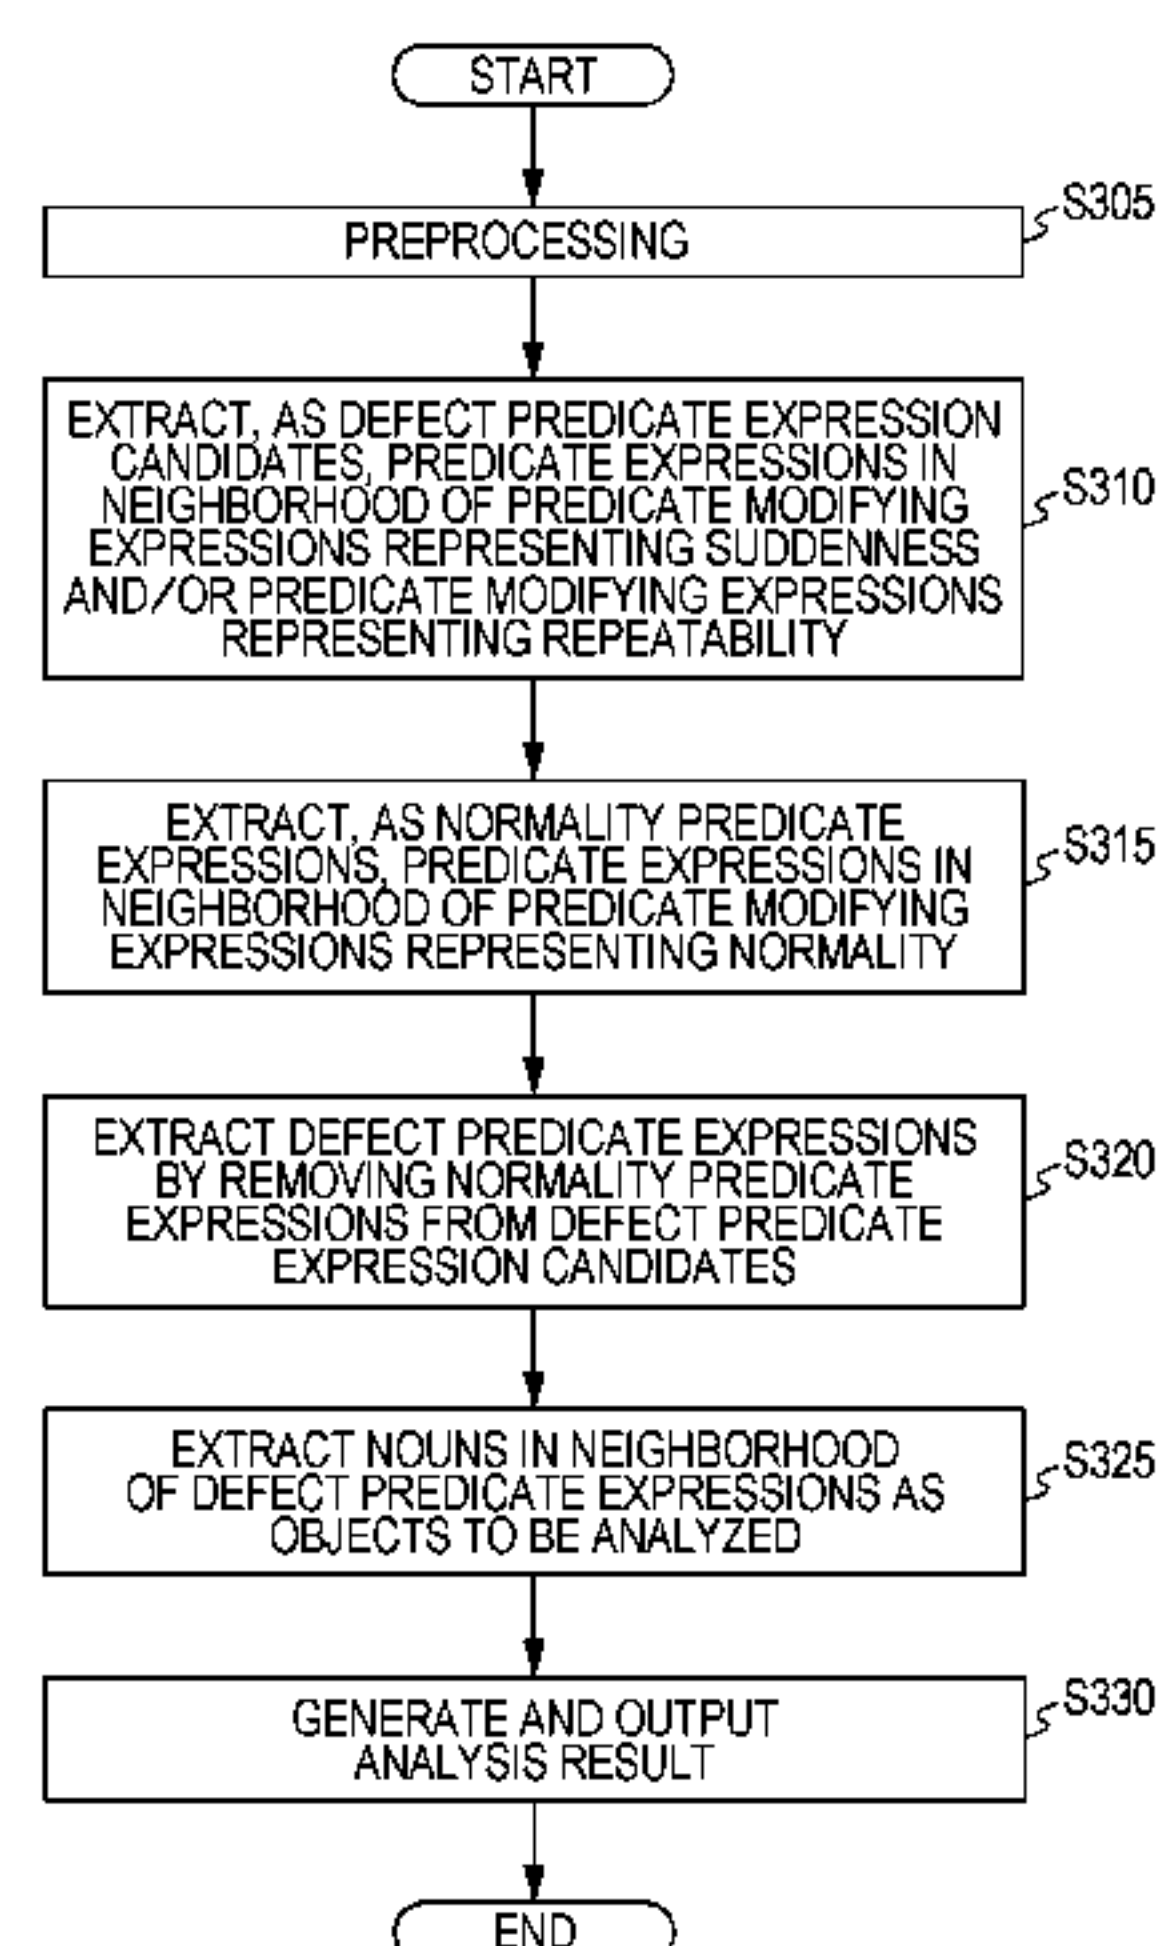 START
PREPROCESSING
S305
EXTRACT, AS DEFECT PREDICATE EXPRESSION
CANDIDATES, PREDICATE EXPRESSIONS IN
NEIGHBORHOOD OF PREDICATE MODIFYING
EXPRESSIONS REPRESENTING SUDDENNESS
AND/OR PREDICATE MODIFYING EXPRESSIONS
REPRESENTING REPEATABILITY
S310
EXTRACT, AS NORMALITY PREDICATE
EXPRESSIONS, PREDICATE EXPRESSIONS IN
NEIGHBORHOOD OF PREDICATE MODIFYING
EXPRESSIONS REPRESENTING NORMALITY
S315
EXTRACT DEFECT PREDICATE EXPRESSIONS
BY REMOVING NORMALITY PREDICATE
EXPRESSIONS FROM DEFECT PREDICATE
EXPRESSION CANDIDATES
S320
EXTRACT NOUNS IN NEIGHBORHOOD
OF DEFECT PREDICATE EXPRESSIONS AS
OBJECTS TO BE ANALYZED
S325
GENERATE AND OUTPUT
ANALYSIS RESULT
S330
END